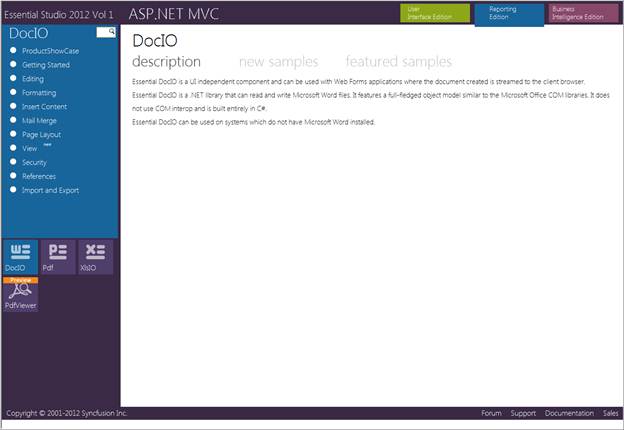 Essential Studio 2012 Vol 1
ASP.NET MVC
User
Interface Edition
Reporting
Edition
Business
Intelligence Edition
DocIO
ProductShowCase
Getting Started
Editing
Formatting
Insert Content
Mail Merge
Page Layout
View new
Security
References
Import and Export
DocIO
Pdf
XlsIO
Preview
PdfViewer
DocIO
description
new samples
featured samples
Essential DocIO is a UI independent component and can be used with Web Forms applications where the document created is streamed to the client browser.
Essential DocIO is a .NET library that can read and write Microsoft Word files. It features a full-fledged object model similar to the Microsoft Office COM libraries. It does
not use COM interop and is built entirely in C#.
Essential DocIO can be used on systems which do not have Microsoft Word installed.
Copyright © 2001-2012 Syncfusion Inc.
Forum Support Documentation Sales